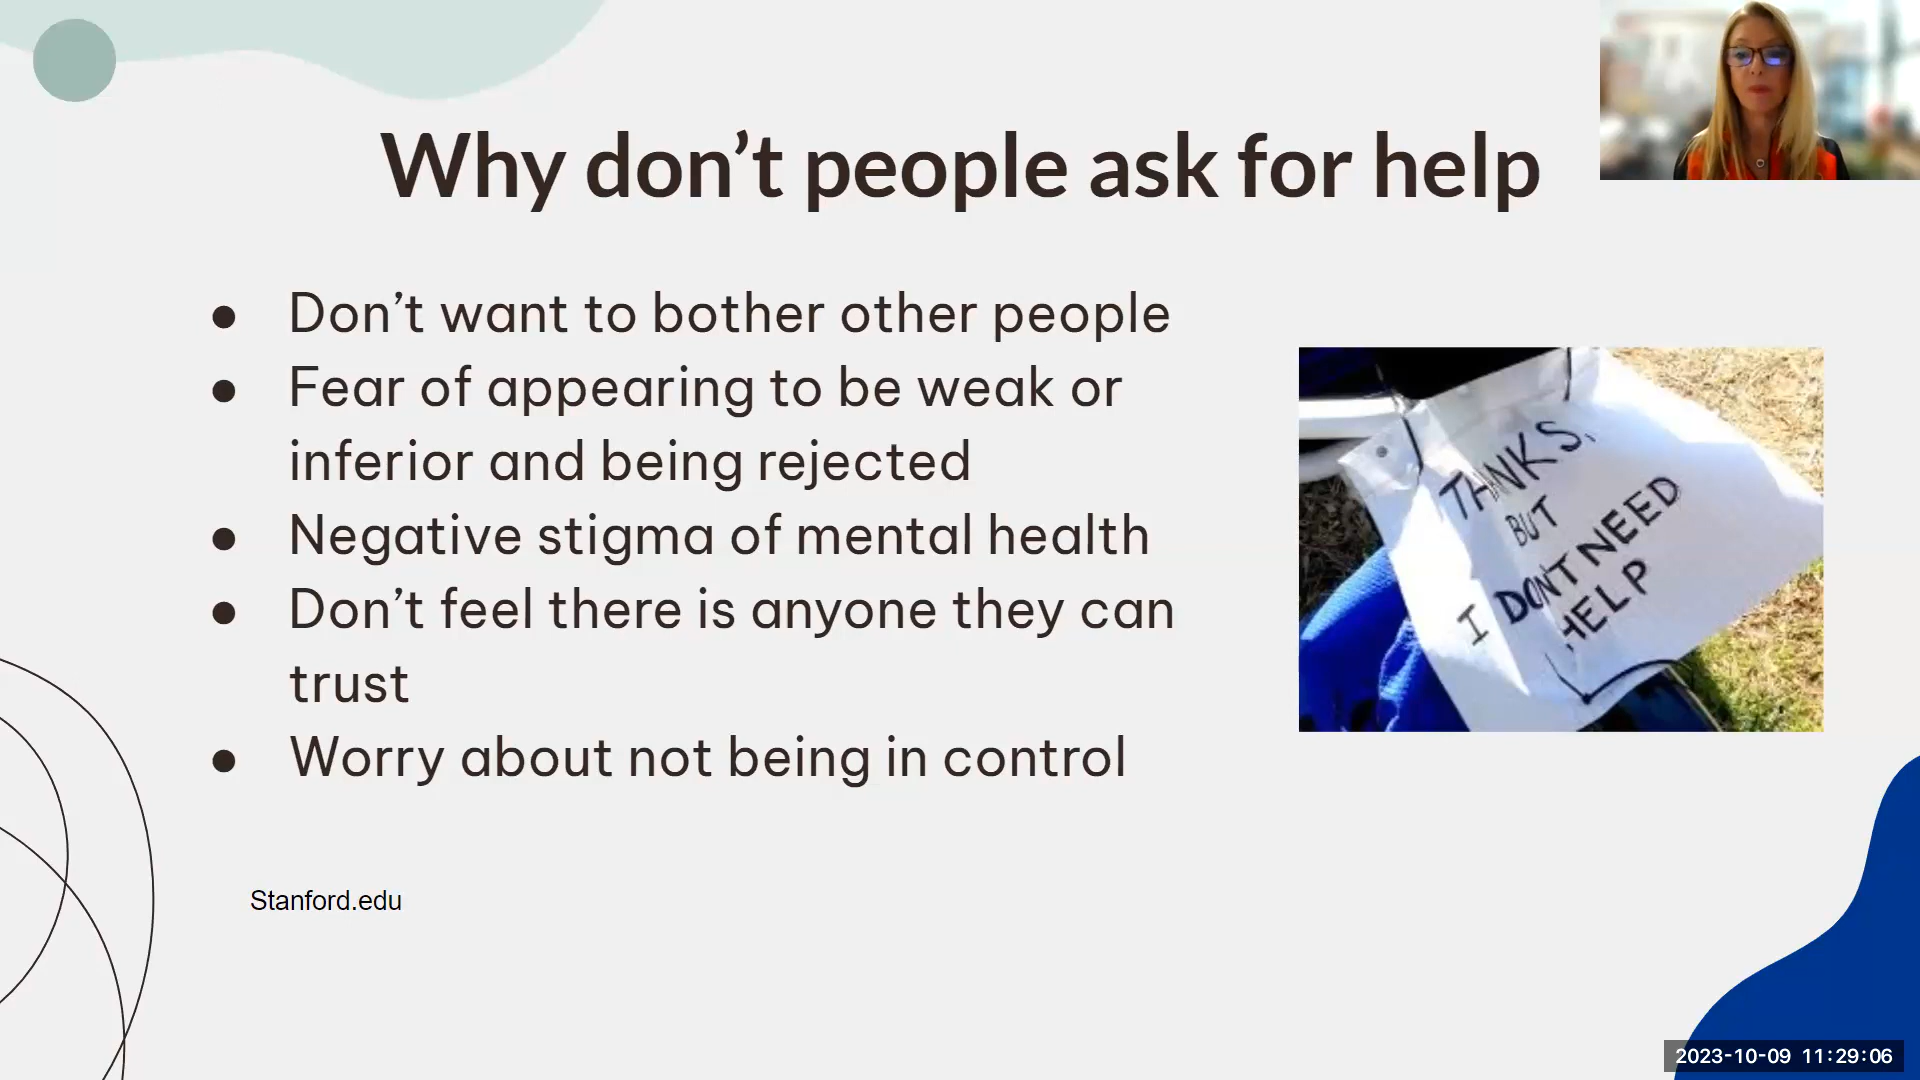 Why don’t people ask for help
● Don’t want to bother other people
● Fear of appearing to be weak or
inferior and being rejected
● Negative stigma of mental health
● Don’t feel there is anyone they can
trust
● Worry about not being in control
THANKS,
BUT
I DON'T NEED
HELP
Stanford.edu
2023-10-09 11:29:06